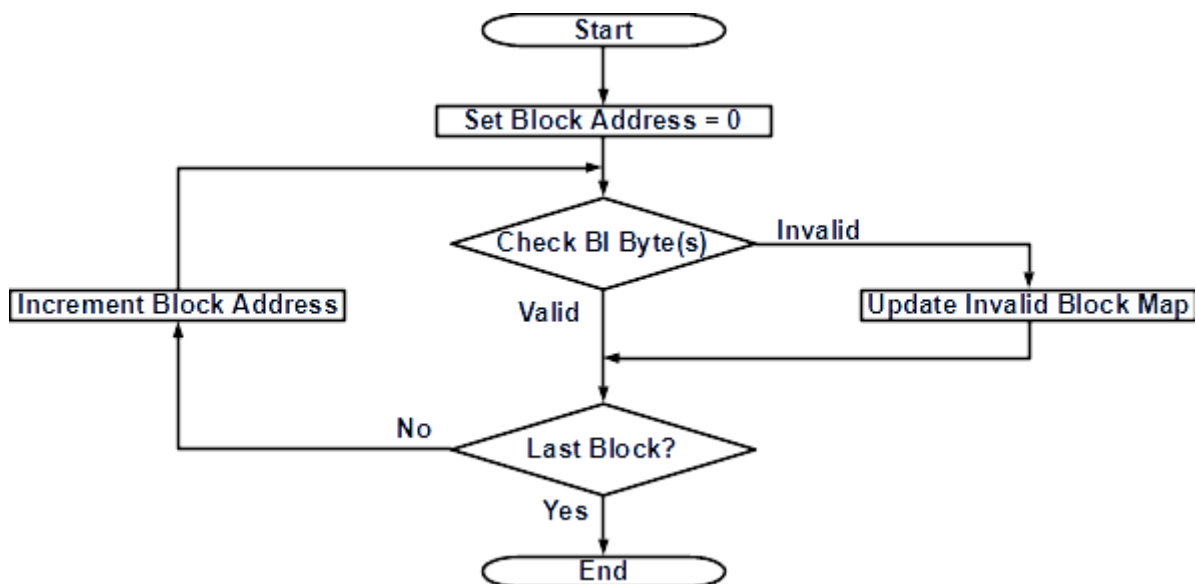 Start
Set Block Address = 0
Check BI Byte(s)
Invalid
Increment Block Address
Valid
Update Invalid Block Map
No
Last Block?
Yes
End